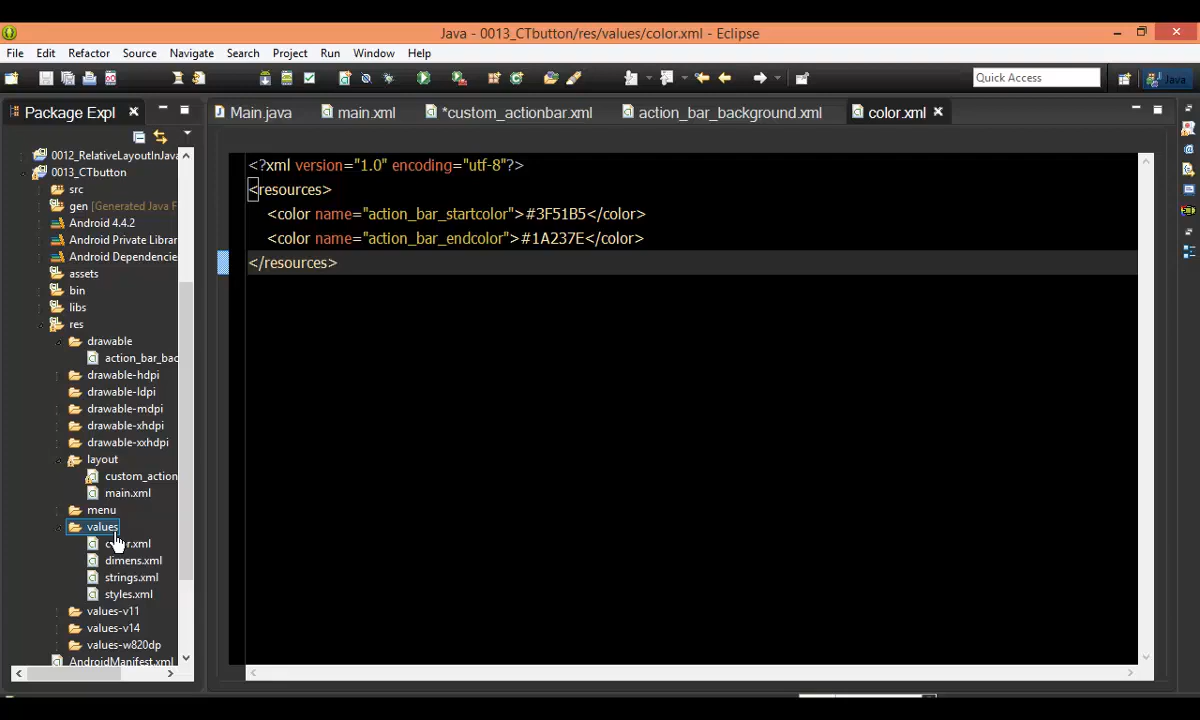 Java - 0013_CTbutton/res/values/color.xml - Eclipse
File Edit Refactor Source Navigate Search Project Run Window Help
Quick Access
Java
Package Expl
Main.java
main.xml
*custom_actionbar.xml
action_bar_background.xml
color.xml
0012_RelativeLayoutInJava
0013_CTbutton
src
gen [Generated Java F
Android 4.4.2
Android Private Librar
Android Dependencie
assets
bin
libs
res
drawable
action_bar_bac
drawable-hdpi
drawable-ldpi
drawable-mdpi
drawable-xhdpi
drawable-xxhdpi
layout
custom_action
main.xml
menu
values
color.xml
dimens.xml
strings.xml
styles.xml
values-v11
values-v14
values-w820dp
AndroidManifest.xml
<?xml version="1.0" encoding="utf-8"?>
<resources>
<color name="action_bar_startcolor">#3F51B5</color>
<color name="action_bar_endcolor">#1A237E</color>
</resources>